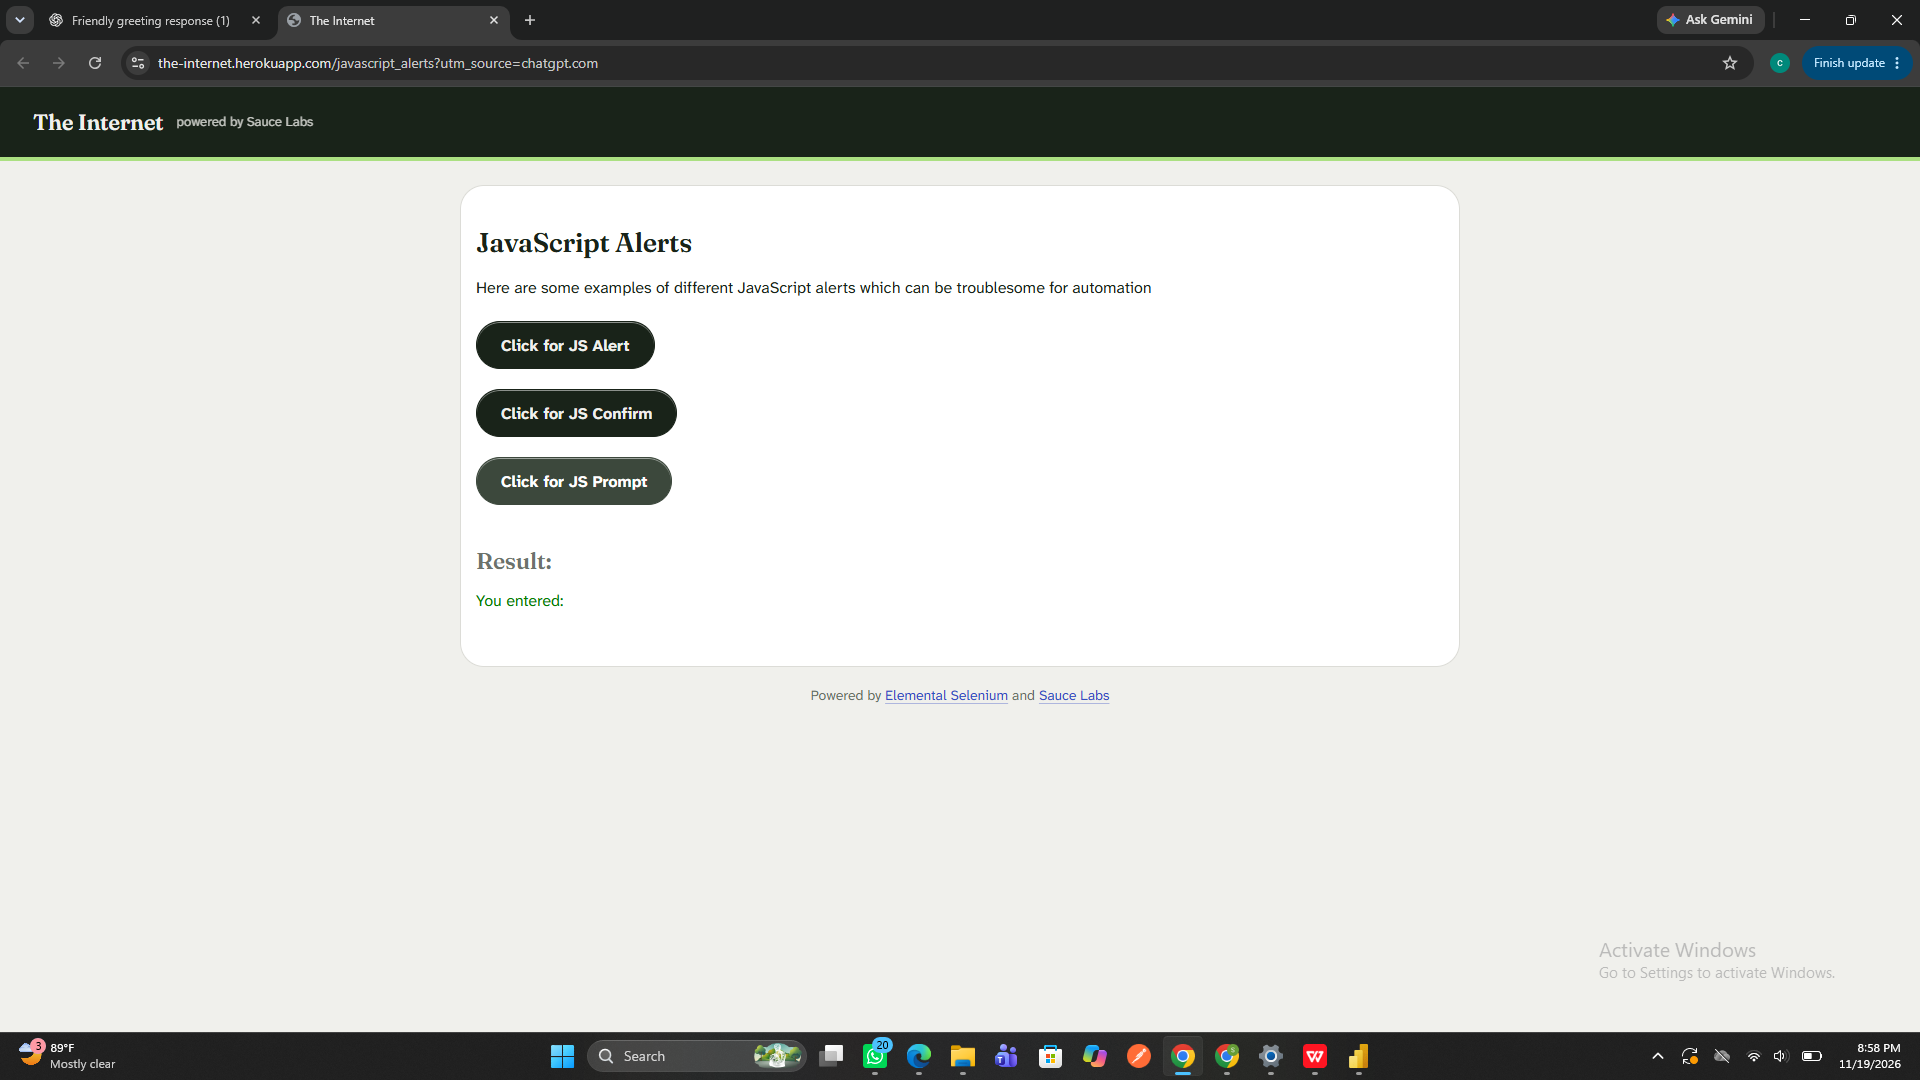 Friendly greeting response (1)
The Internet
Ask Gemini
the-internet.herokuapp.com/javascript_alerts?utm_source=chatgpt.com
c
Finish update
The Internet powered by Sauce Labs
JavaScript Alerts
Here are some examples of different JavaScript alerts which can be troublesome for automation
Click for JS Alert
Click for JS Confirm
Click for JS Prompt
Result:
You entered:
Powered by Elemental Selenium and Sauce Labs
Activate Windows
Go to Settings to activate Windows.
3
89°F
Mostly clear
Search
20
8:58 PM
11/19/2026